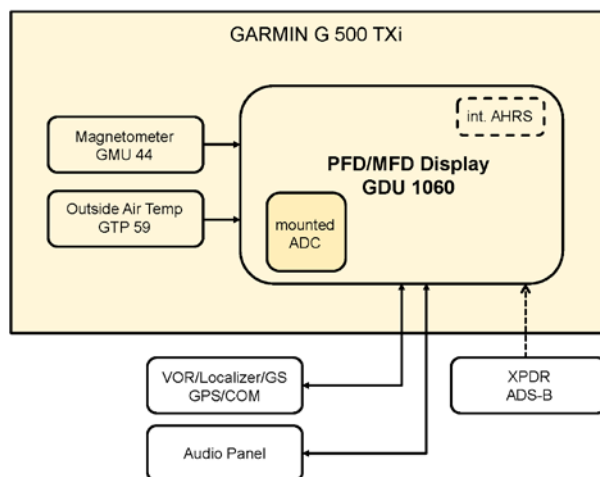 GARMIN G 500 TXi
int. AHRS
Magnetometer
GMU 44
PFD/MFD Display
GDU 1060
Outside Air Temp
GTP 59
mounted
ADC
VOR/Localizer/GS
GPS/COM
XPDR
ADS-B
Audio Panel